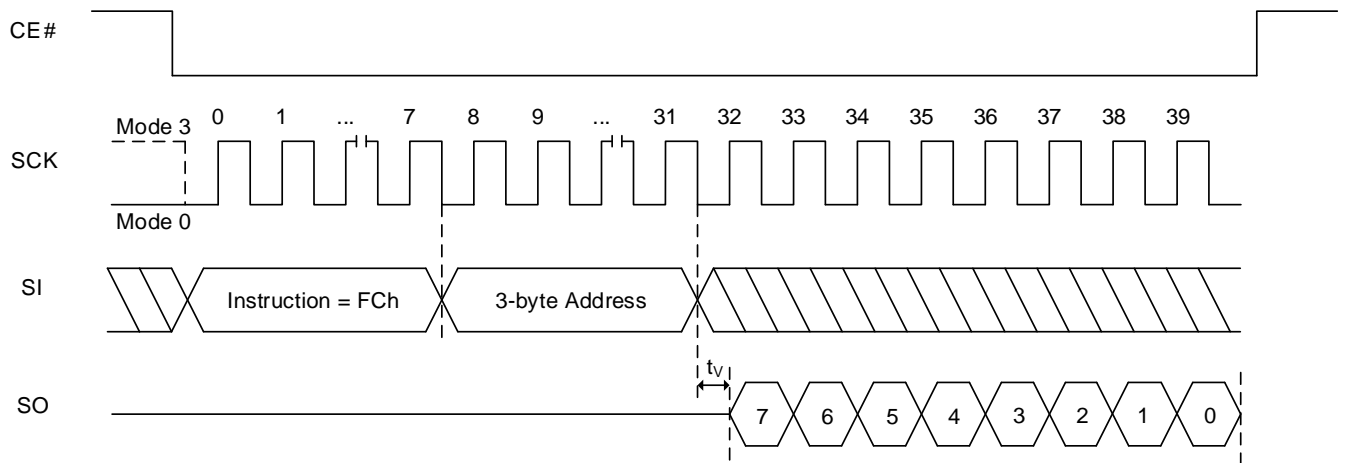 CE#
Mode 3 0 1 ... 7 8 9 ... 31 32 33 34 35 36 37 38 39
SCK
Mode 0
SI Instruction = FCh 3-byte Address
tV
SO 7 6 5 4 3 2 1 0